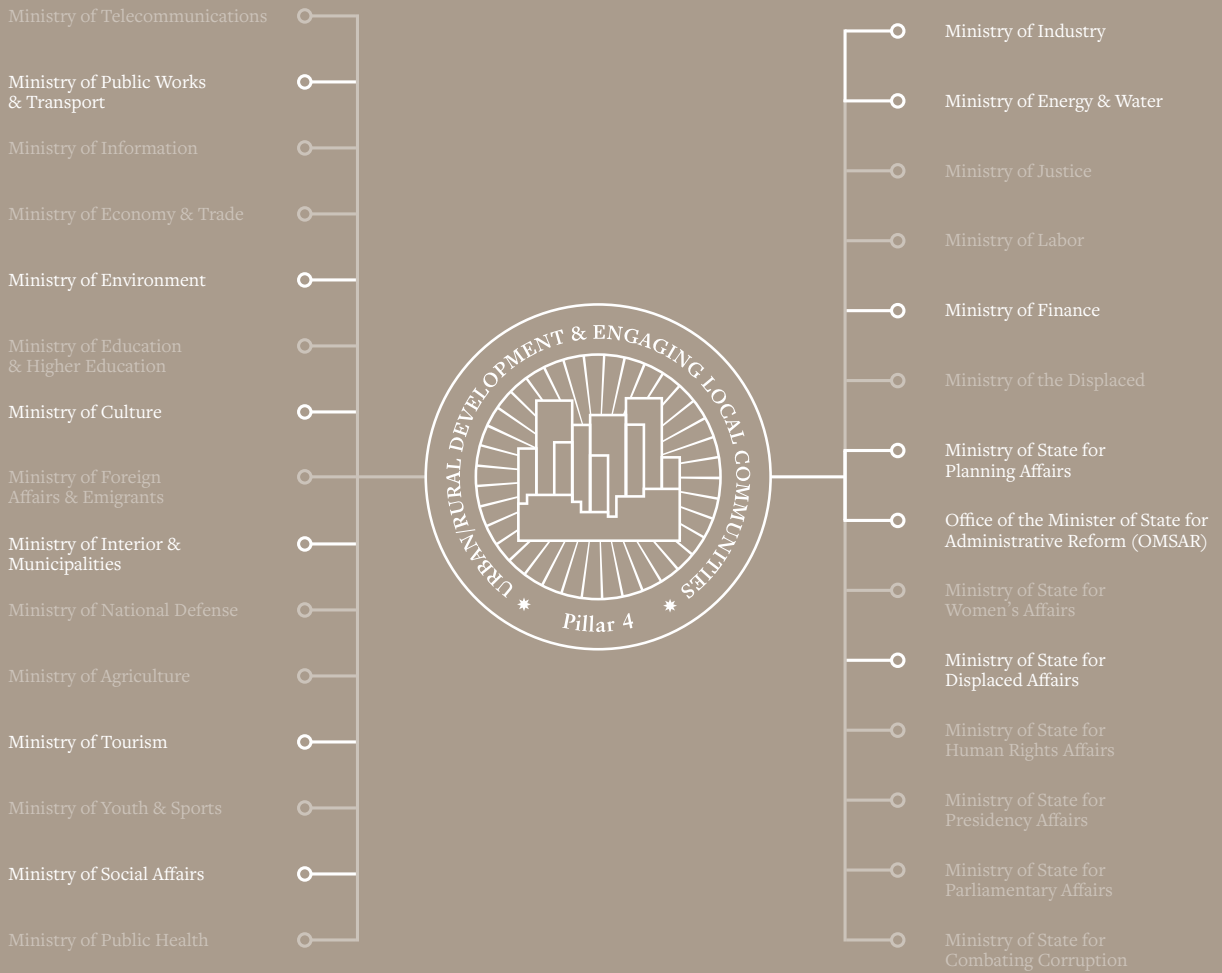 Ministry of Telecommunications
Ministry of Public Works
& Transport
Ministry of Information
Ministry of Economy & Trade
Ministry of Environment
Ministry of Education
& Higher Education
Ministry of Culture
Ministry of Foreign
Affairs & Emigrants
Ministry of Interior &
Municipalities
Ministry of National Defense
Ministry of Agriculture
Ministry of Tourism
Ministry of Youth & Sports
Ministry of Social Affairs
Ministry of Public Health
URBAN/RURAL DEVELOPMENT & ENGAGING LOCAL COMMUNITIES
Pillar 4
Ministry of Industry
Ministry of Energy & Water
Ministry of Justice
Ministry of Labor
Ministry of Finance
Ministry of the Displaced
Ministry of State for
Planning Affairs
Office of the Minister of State for
Administrative Reform (OMSAR)
Ministry of State for
Women's Affairs
Ministry of State for
Displaced Affairs
Ministry of State for
Human Rights Affairs
Ministry of State for
Presidency Affairs
Ministry of State for
Parliamentary Affairs
Ministry of State for
Combating Corruption